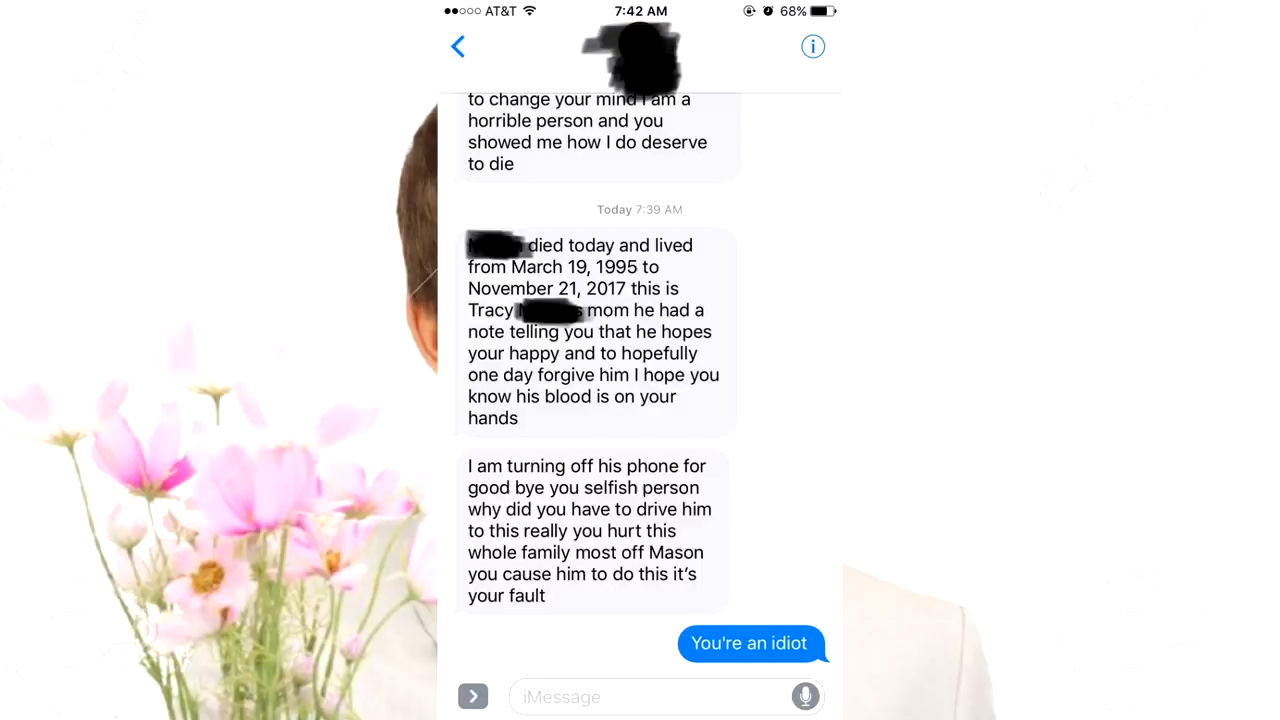 AT&T 7:42 AM 68%
to change your mind I am a
horrible person and you
showed me how I do deserve
to die
Today 7:39 AM
died today and lived
from March 19, 1995 to
November 21, 2017 this is
Tracy mom he had a
note telling you that he hopes
your happy and to hopefully
one day forgive him I hope you
know his blood is on your
hands
I am turning off his phone for
good bye you selfish person
why did you have to drive him
to this really you hurt this
whole family most off Mason
you cause him to do this it's
your fault
You're an idiot
iMessage